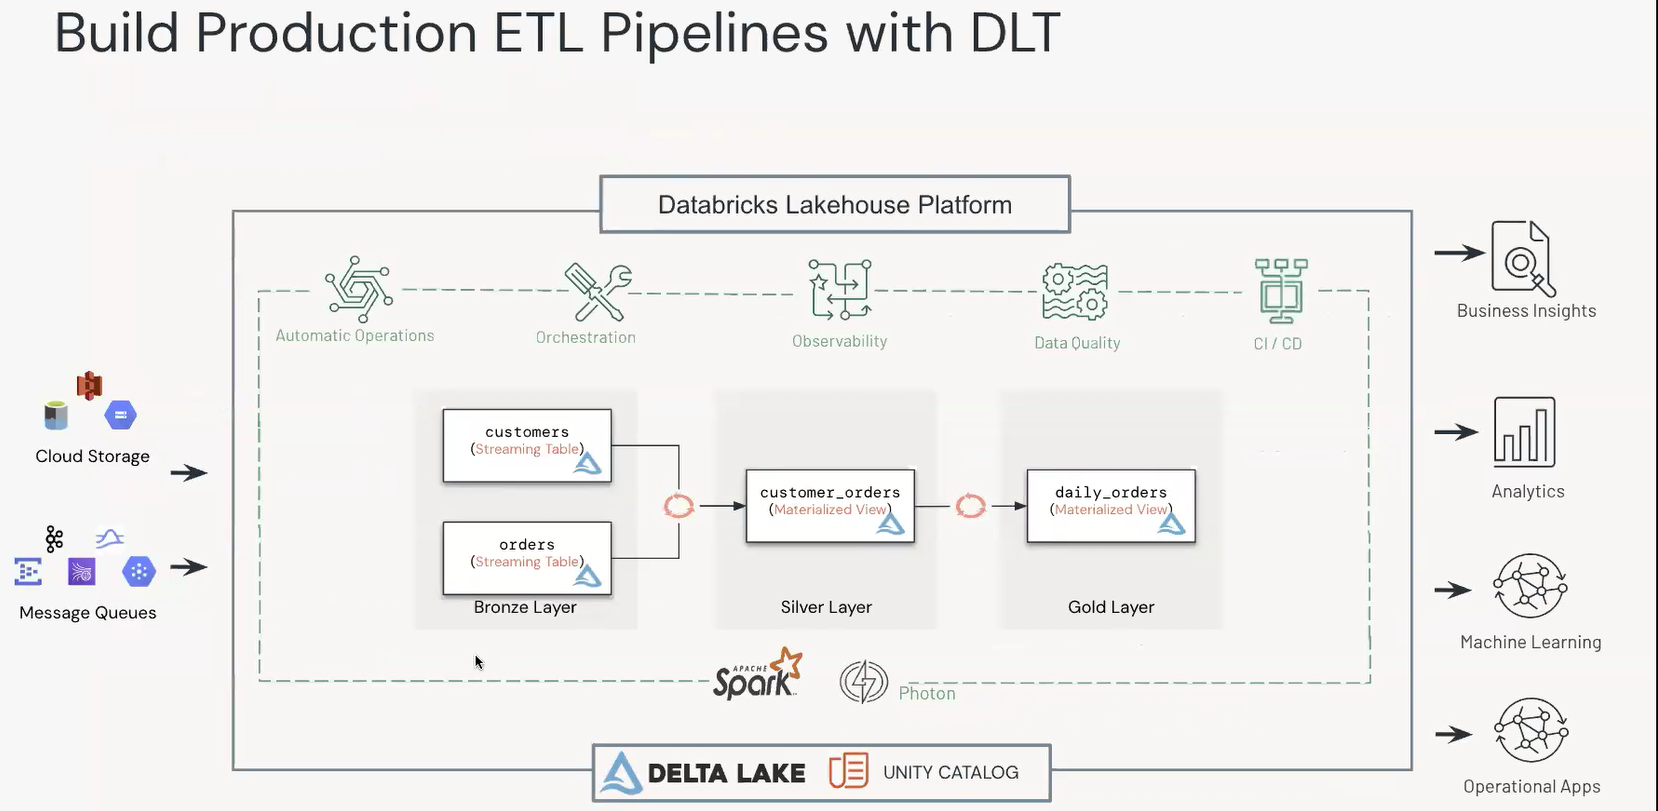 Build Production ETL Pipelines with DLT
Databricks Lakehouse Platform
Automatic Operations
Orchestration
Observability
Data Quality
CI / CD
Cloud Storage
Message Queues
customers
(Streaming Table)
orders
(Streaming Table)
Bronze Layer
customer_orders
(Materialized View)
Silver Layer
daily_orders
(Materialized View)
Gold Layer
APACHE
Spark
Photon
DELTA LAKE
UNITY CATALOG
Business Insights
Analytics
Machine Learning
Operational Apps